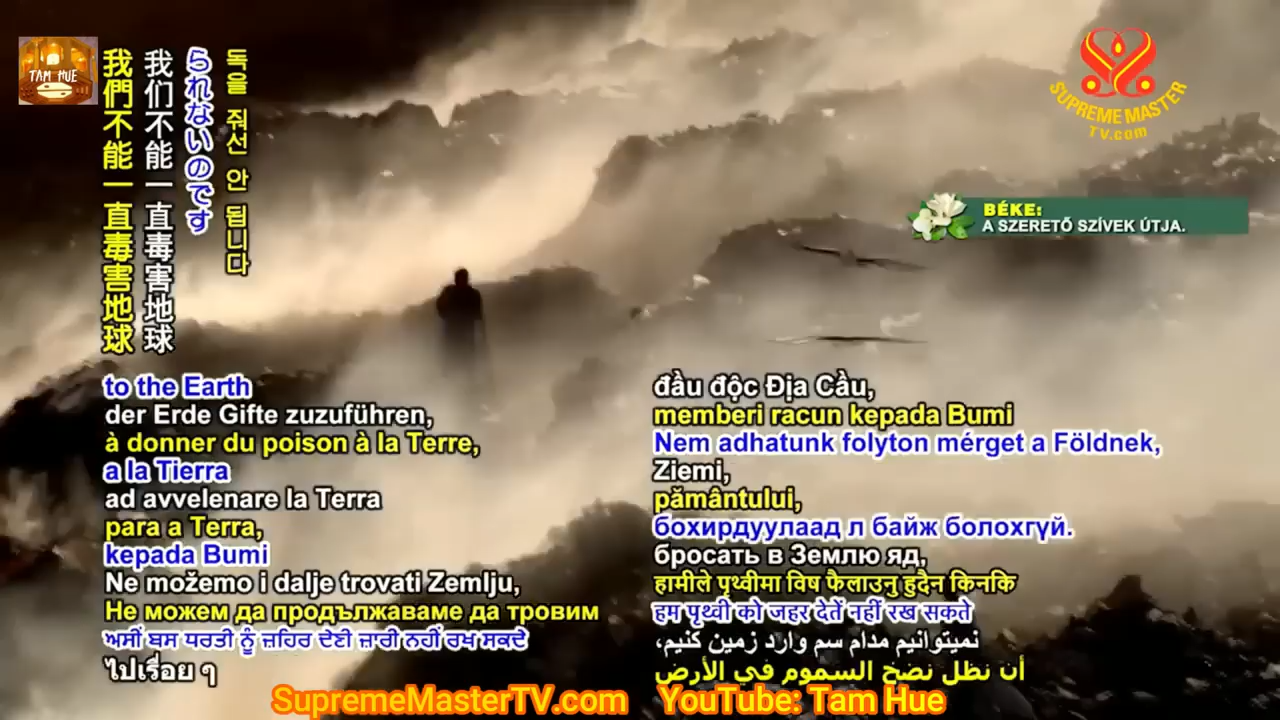 TAM HUE
我們不能一直毒害地球
我们不能一直毒害地球
られないのです
독을 줘선 안 됩니다
SUPREME MASTER
TV.com
BÉKE:
A SZERETŐ SZÍVEK ÚTJA.
to the Earth
der Erde Gifte zuzuführen,
à donner du poison à la Terre,
a la Tierra
ad avvelenare la Terra
para a Terra,
kepada Bumi
Ne možemo i dalje trovati Zemlju,
Не можем да продължаваме да тровим
ਅਸੀਂ ਬਸ ਧਰਤੀ ਨੂੰ ਜ਼ਹਿਰ ਦੇਣੀ ਜਾਰੀ ਨਹੀਂ ਰਖ ਸਕਦੇ
ไปเรื่อย ๆ
đầu độc Địa Cầu,
memberi racun kepada Bumi
Nem adhatunk folyton mérget a Földnek,
Ziemi,
pământului,
бохирдуулаад л байж болохгүй.
бросать в Землю яд,
हामीले पृथ्वीमा विष फैलाउनु हुदैन किनकि
हम पृथ्वी को जहर देतें नहीं रख सकते
نمیتوانیم مدام سم وارد زمین کنیم،
أن نظل نضخ السموم في الأرض
SupremeMasterTV.com YouTube: Tam Hue